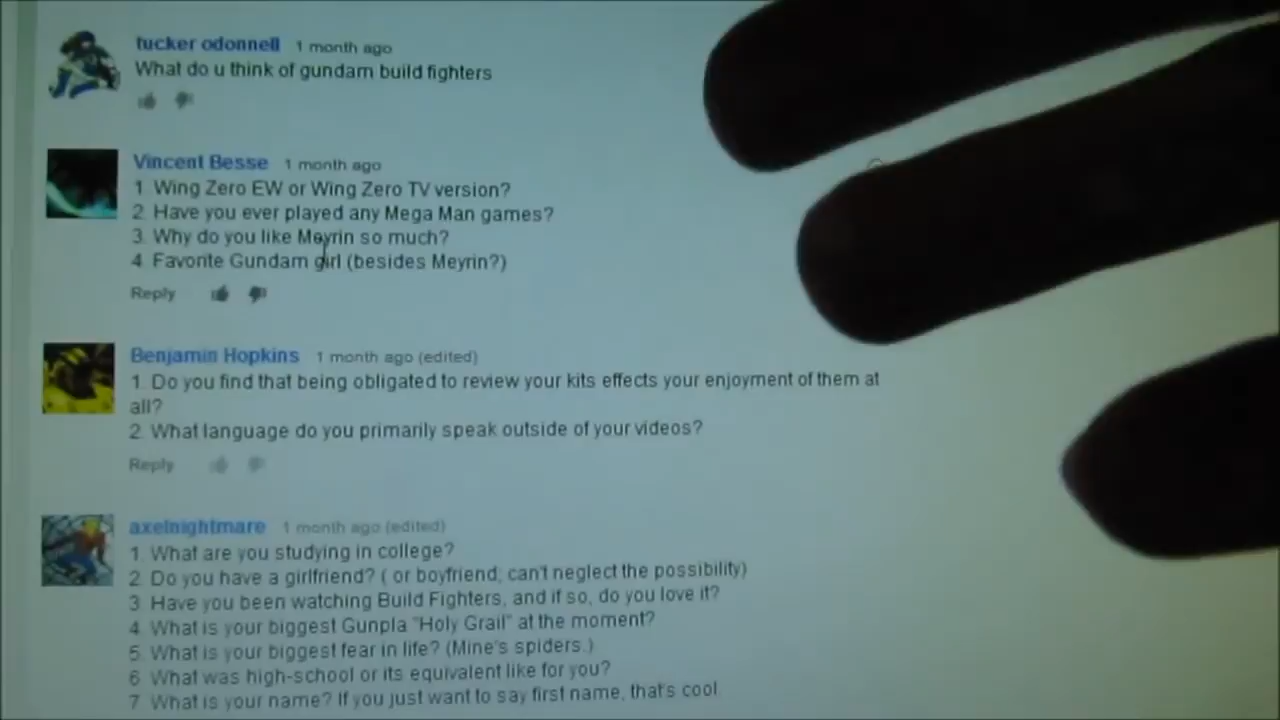 tucker odonnell 1 month ago
What do u think of gundam build fighters
Vincent Besse 1 month ago
1. Wing Zero EW or Wing Zero TV version?
2. Have you ever played any Mega Man games?
3. Why do you like Meyrin so much?
4. Favorite Gundam girl (besides Meyrin?)
Reply
Benjamin Hopkins 1 month ago (edited)
1. Do you find that being obligated to review your kits effects your enjoyment of them at
all?
2. What language do you primarily speak outside of your videos?
Reply
axelnightmare 1 month ago (edited)
1. What are you studying in college?
2. Do you have a girlfriend? ( or boyfriend, can't neglect the possibility)
3. Have you been watching Build Fighters, and if so, do you love it?
4. What is your biggest Gunpla "Holy Grail" at the moment?
5. What is your biggest fear in life? (Mine's spiders.)
6. What was high-school or its equivalent like for you?
7. What is your name? If you just want to say first name, that's cool